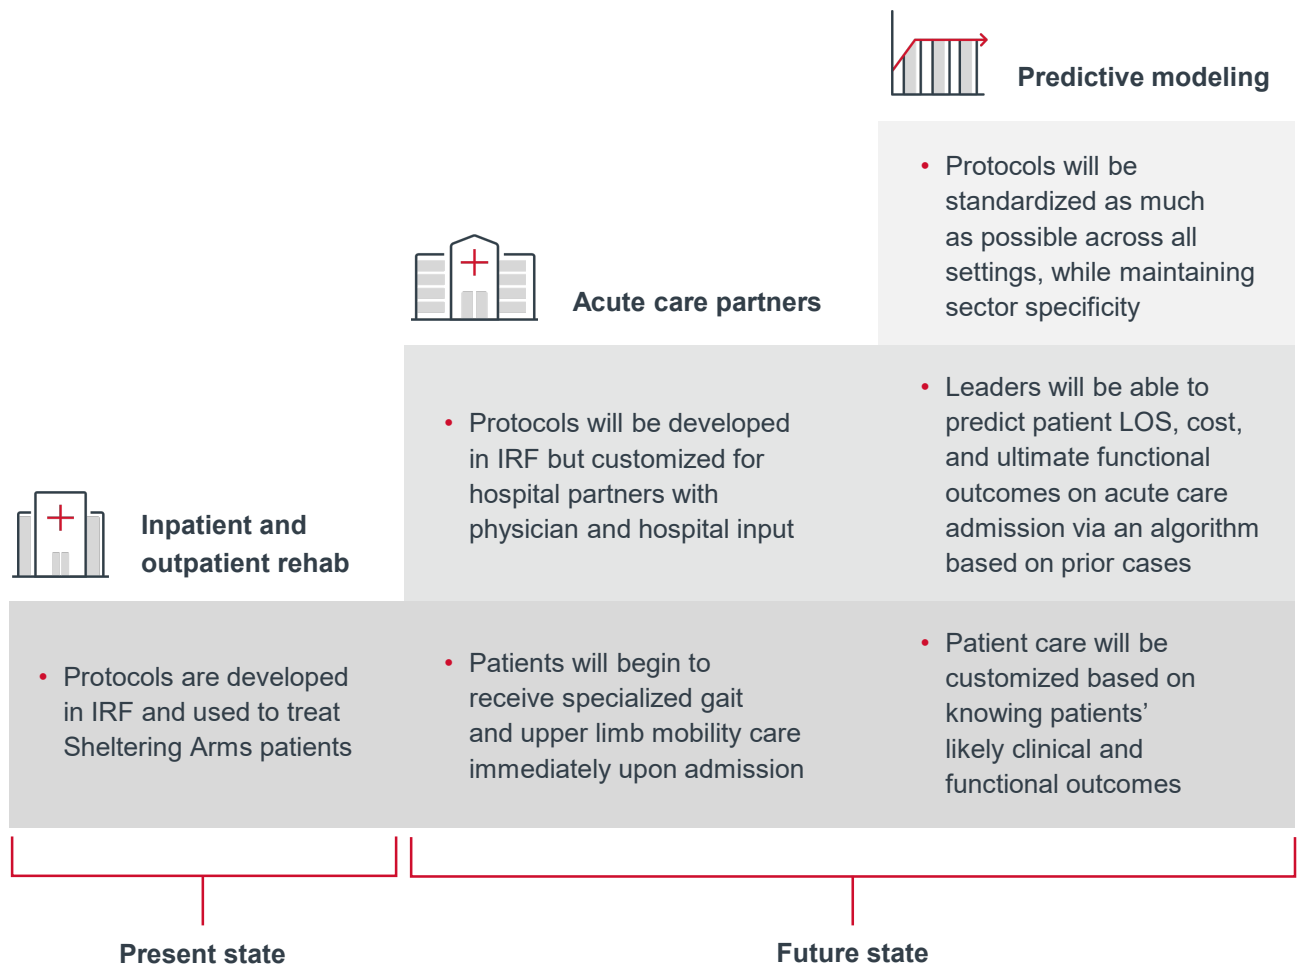 Predictive modeling
• Protocols will be
standardized as much
as possible across all
settings, while maintaining
sector specificity
Acute care partners
• Protocols will be developed
in IRF but customized for
hospital partners with
physician and hospital input
• Leaders will be able to
predict patient LOS, cost,
and ultimate functional
outcomes on acute care
admission via an algorithm
based on prior cases
Inpatient and
outpatient rehab
• Protocols are developed
in IRF and used to treat
Sheltering Arms patients
• Patients will begin to
receive specialized gait
and upper limb mobility care
immediately upon admission
• Patient care will be
customized based on
knowing patients’
likely clinical and
functional outcomes
Present state
Future state